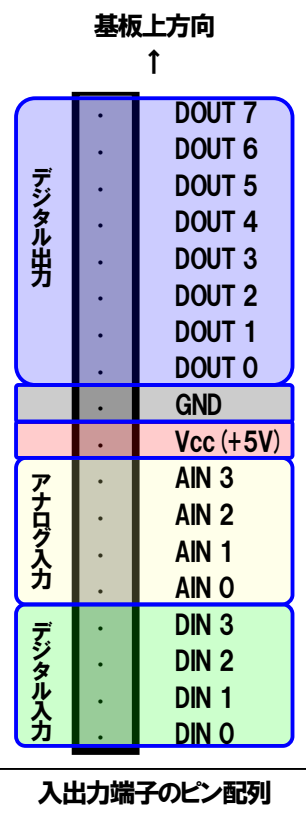 基板上方向
↑
デジタル出力
DOUT 7
DOUT 6
DOUT 5
DOUT 4
DOUT 3
DOUT 2
DOUT 1
DOUT 0
GND
Vcc (+5V)
アナログ入力
AIN 3
AIN 2
AIN 1
AIN 0
デジタル入力
DIN 3
DIN 2
DIN 1
DIN 0
入出力端子のピン配列